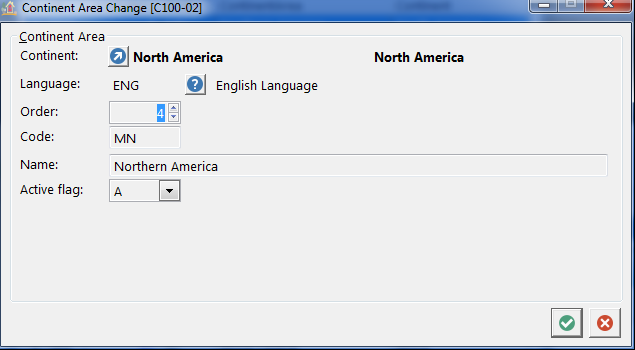 Continent Area Change [C100-02]
Continent Area
Continent: North America North America
Language: ENG English Language
Order: 4
Code: MN
Name: Northern America
Active flag: A